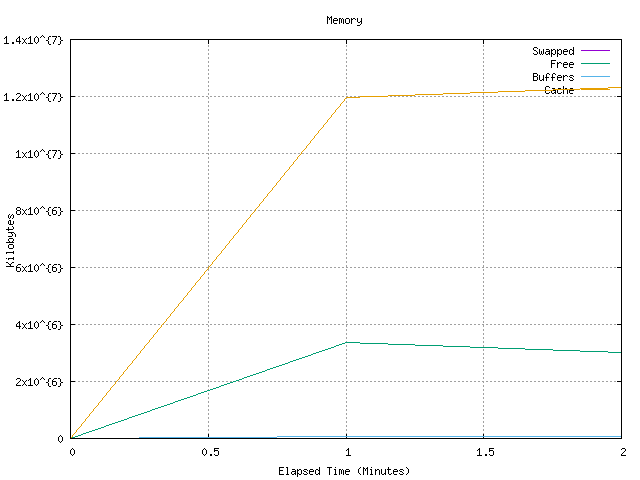 Memory
1.4x10^{7}
1.2x10^{7}
1x10^{7}
8x10^{6}
6x10^{6}
4x10^{6}
2x10^{6}
0
Kilobytes
Swapped
Free
Buffers
Cache
0 0.5 1 1.5 2
Elapsed Time (Minutes)